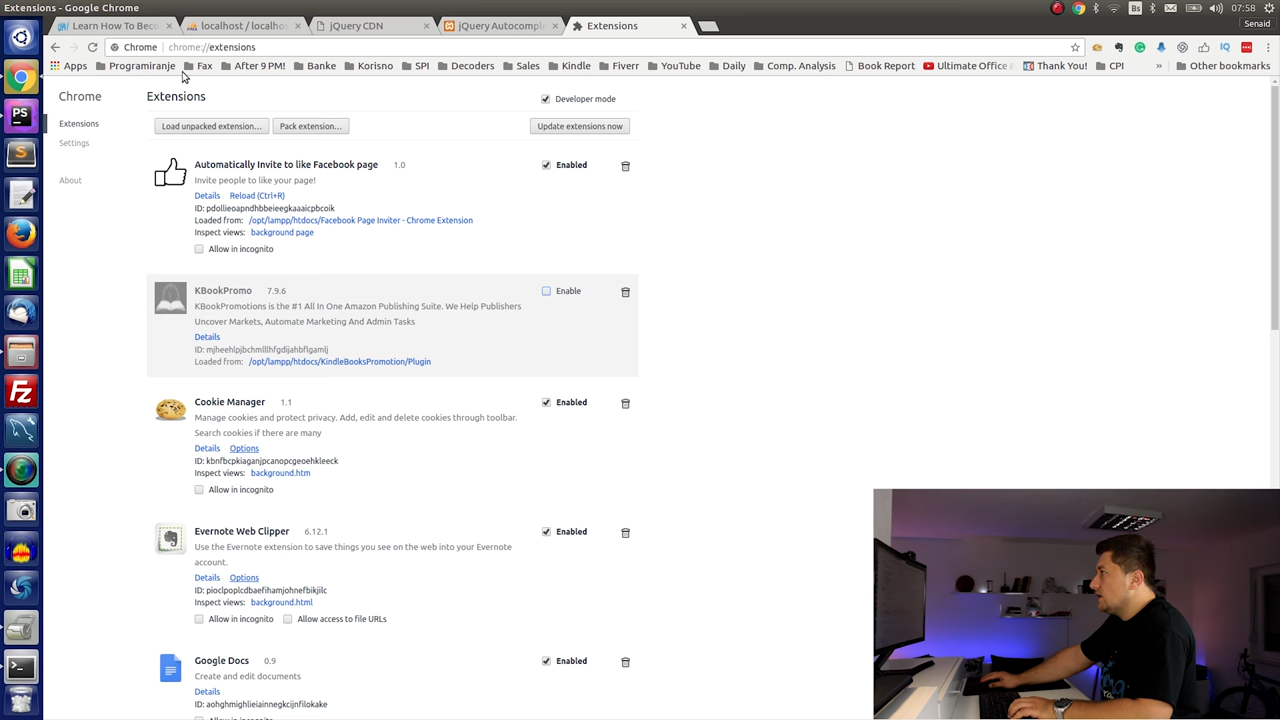 Extensions - Google Chrome
Bs
07:58
Senaid
Learn How To Beco
localhost / localhos
jQuery CDN
jQuery Autocomple
Extensions
Chrome
chrome://extensions
Apps
Programiranje
Fax
After 9 PM!
Banke
Korisno
SPI
Decoders
Sales
Kindle
Fiverr
YouTube
Daily
Comp. Analysis
Book Report
Ultimate Office
Thank You!
CPI
»
Other bookmarks
Chrome
Extensions
Settings
About
Extensions
Developer mode
Load unpacked extension...
Pack extension...
Update extensions now
Automatically Invite to like Facebook page 1.0
Enabled
Invite people to like your page!
Details Reload (Ctrl+R)
ID: pdollieoapndhbbeieegkaaaicpbcoik
Loaded from: /opt/lampp/htdocs/Facebook Page Inviter - Chrome Extension
Inspect views: background page
Allow in incognito
KBookPromo 7.9.6
Enable
KBookPromotions is the #1 All In One Amazon Publishing Suite. We Help Publishers
Uncover Markets, Automate Marketing And Admin Tasks
Details
ID: mjheehlpjbchmlllhfgdijahbflgamlj
Loaded from: /opt/lampp/htdocs/KindleBooksPromotion/Plugin
Cookie Manager 1.1
Enabled
Manage cookies and protect privacy. Add, edit and delete cookies through toolbar.
Search cookies if there are many
Details Options
ID: kbnfbcpkiaganjpcanopcgeoehkleeck
Inspect views: background.htm
Allow in incognito
Evernote Web Clipper 6.12.1
Enabled
Use the Evernote extension to save things you see on the web into your Evernote
account.
Details Options
ID: pioclpoplcdbaefihamjohnefbikjilc
Inspect views: background.html
Allow in incognito Allow access to file URLs
Google Docs 0.9
Enabled
Create and edit documents
Details
ID: aohghmighlieiainnegkcijnfilokake